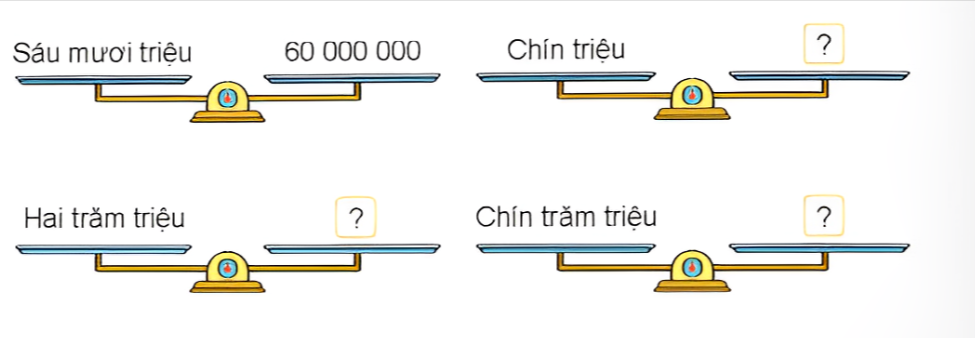 Sáu mươi triệu 60 000 000
Chín triệu ?
Hai trăm triệu ?
Chín trăm triệu ?